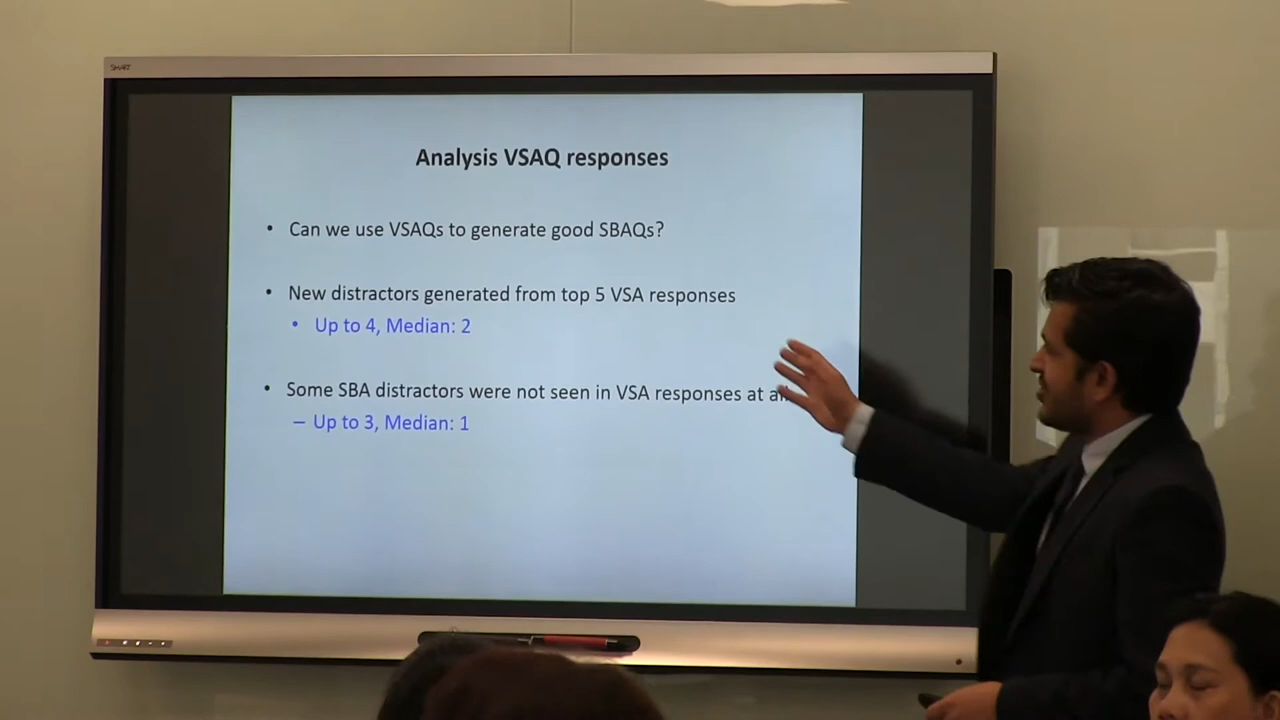 SMART
Analysis VSAQ responses
• Can we use VSAQs to generate good SBAQs?
• New distractors generated from top 5 VSA responses
• Up to 4, Median: 2
• Some SBA distractors were not seen in VSA responses at all
– Up to 3, Median: 1